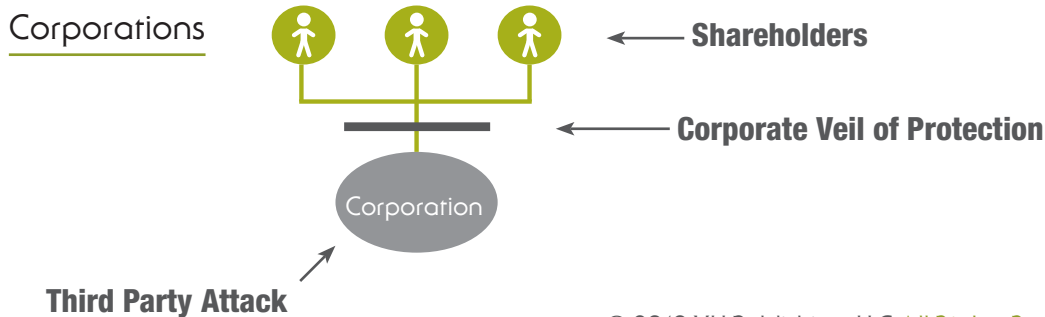 Corporations
Shareholders
Corporate Veil of Protection
Corporation
Third Party Attack